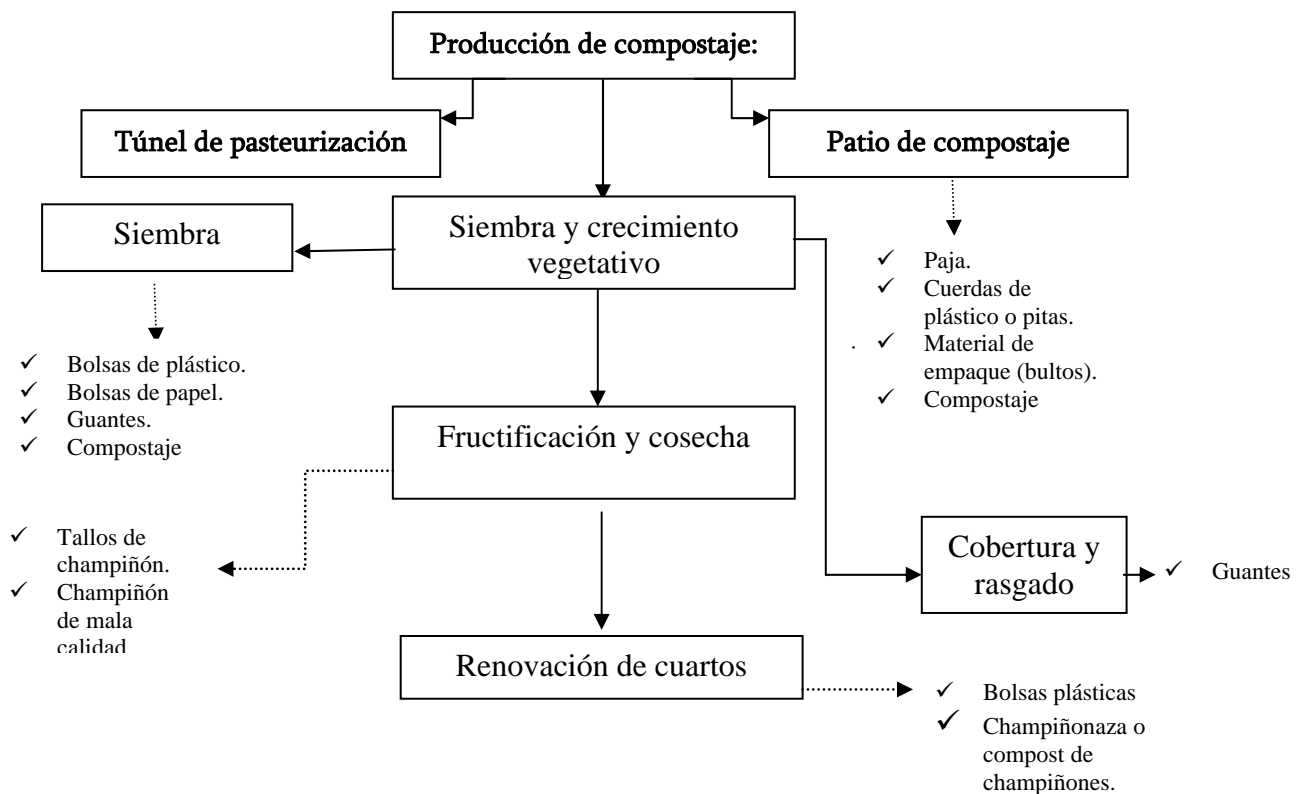 Producción de compostaje:
Túnel de pasteurización
Patio de compostaje
Siembra
Siembra y crecimiento
vegetativo
✓ Paja.
✓ Cuerdas de
plástico o pitas.
✓ Material de
empaque (bultos).
✓ Compostaje
.
✓ Bolsas de plástico.
✓ Bolsas de papel.
✓ Guantes.
✓ Compostaje
Fructificación y cosecha
✓ Tallos de
champiñón.
✓ Champiñón
de mala
calidad
Cobertura y
rasgado
✓ Guantes
Renovación de cuartos
✓ Bolsas plásticas
✓ Champiñonaza o
compost de
champiñones.